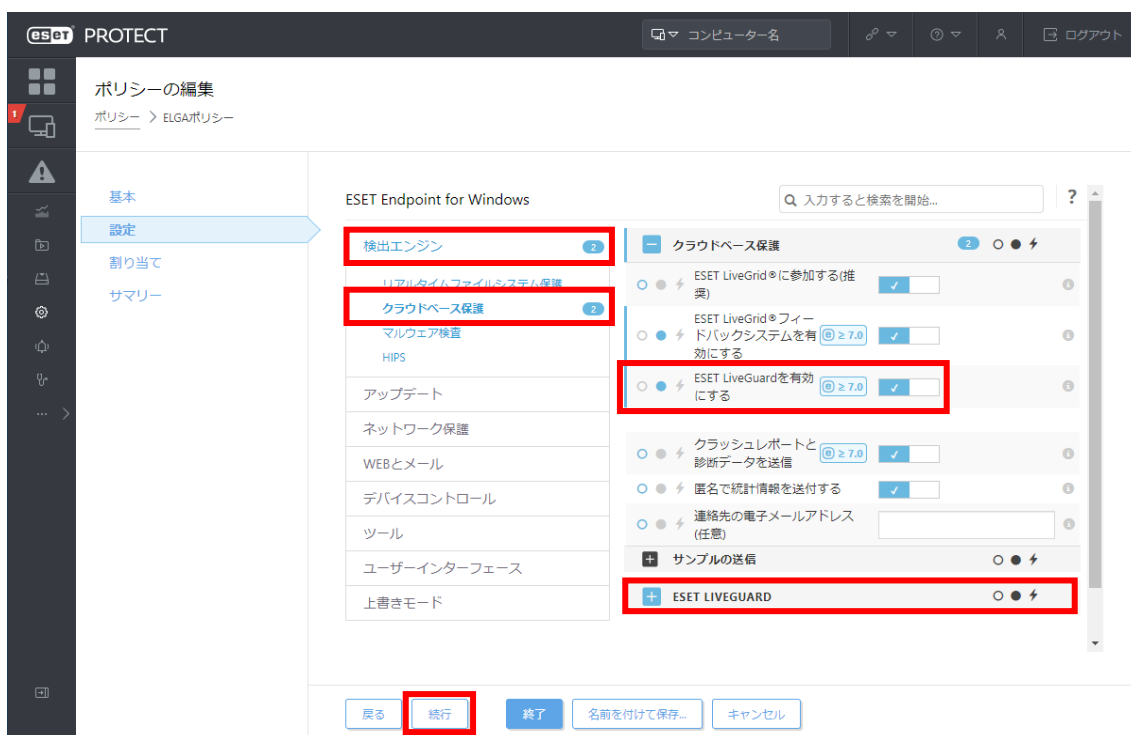 eset PROTECT
コンピューター名
ログアウト
ポリシーの編集
ポリシー > ELGAポリシー
1
基本
設定
割り当て
サマリー
ESET Endpoint for Windows
入力すると検索を開始...
?
検出エンジン 2
リアルタイムファイルシステム保護
クラウドベース保護 2
マルウェア検査
HIPS
アップデート
ネットワーク保護
WEBとメール
デバイスコントロール
ツール
ユーザーインターフェース
上書きモード
クラウドベース保護 2
ESET LiveGrid®に参加する(推
奨)
ESET LiveGrid®フィー
ドバックシステムを有
効にする
≥ 7.0
ESET LiveGuardを有効
にする
≥ 7.0
クラッシュレポートと
診断データを送信
≥ 7.0
匿名で統計情報を送付する
連絡先の電子メールアドレス
(任意)
サンプルの送信
ESET LIVEGUARD
戻る 続行 終了 名前を付けて保存... キャンセル